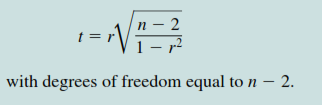 t = r√((n − 2)/(1 − r²))
with degrees of freedom equal to n − 2.